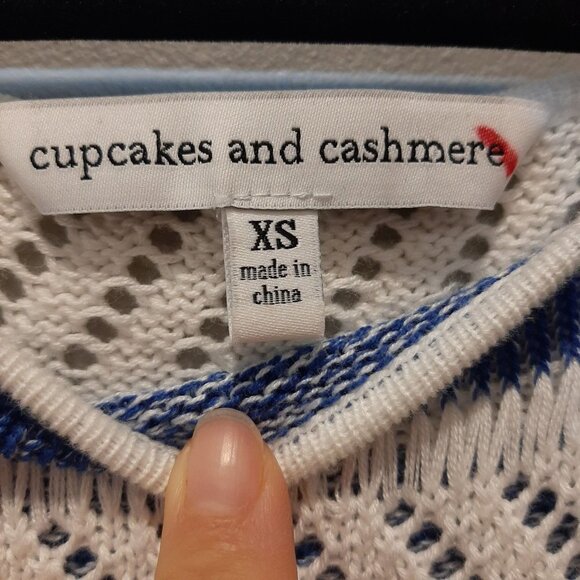 cupcakes and cashmere
XS
made in
china